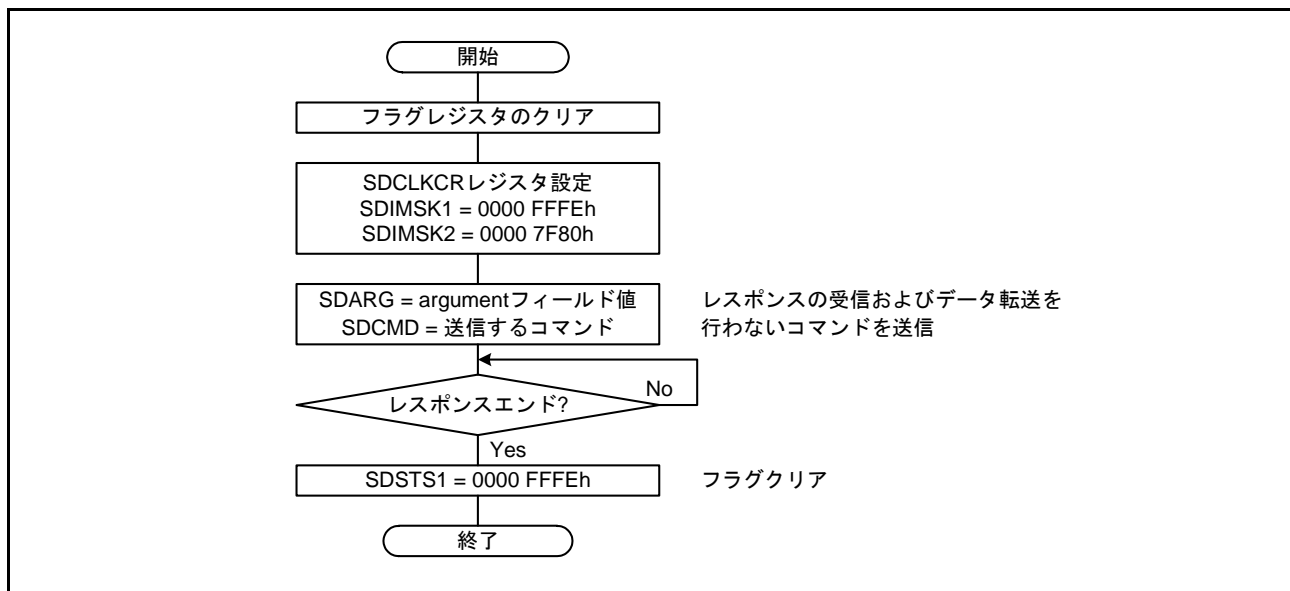 開始
フラグレジスタのクリア
SDCLKCRレジスタ設定
SDIMSK1 = 0000 FFFEh
SDIMSK2 = 0000 7F80h
SDARG = argumentフィールド値
SDCMD = 送信するコマンド
レスポンスの受信およびデータ転送を
行わないコマンドを送信
レスポンスエンド?
No
Yes
SDSTS1 = 0000 FFFEh
フラグクリア
終了